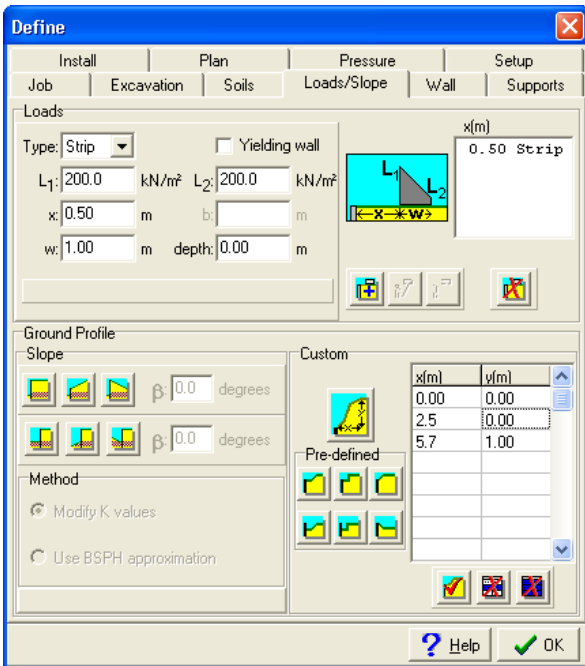 Define
Install Plan Pressure Setup
Job Excavation Soils Loads/Slope Wall Supports
Loads
Type: Strip Yielding wall
L1: 200.0 kN/m² L2: 200.0 kN/m²
x: 0.50 m b: m
w: 1.00 m depth: 0.00 m
L1 L2
X W
x(m)
0.50 Strip
Ground Profile
Slope
β: 0.0 degrees
β: 0.0 degrees
Method
Modify K values
Use BSPH approximation
Custom
Pre-defined
x(m) y(m)
0.00 0.00
2.5 0.00
5.7 1.00
? Help OK